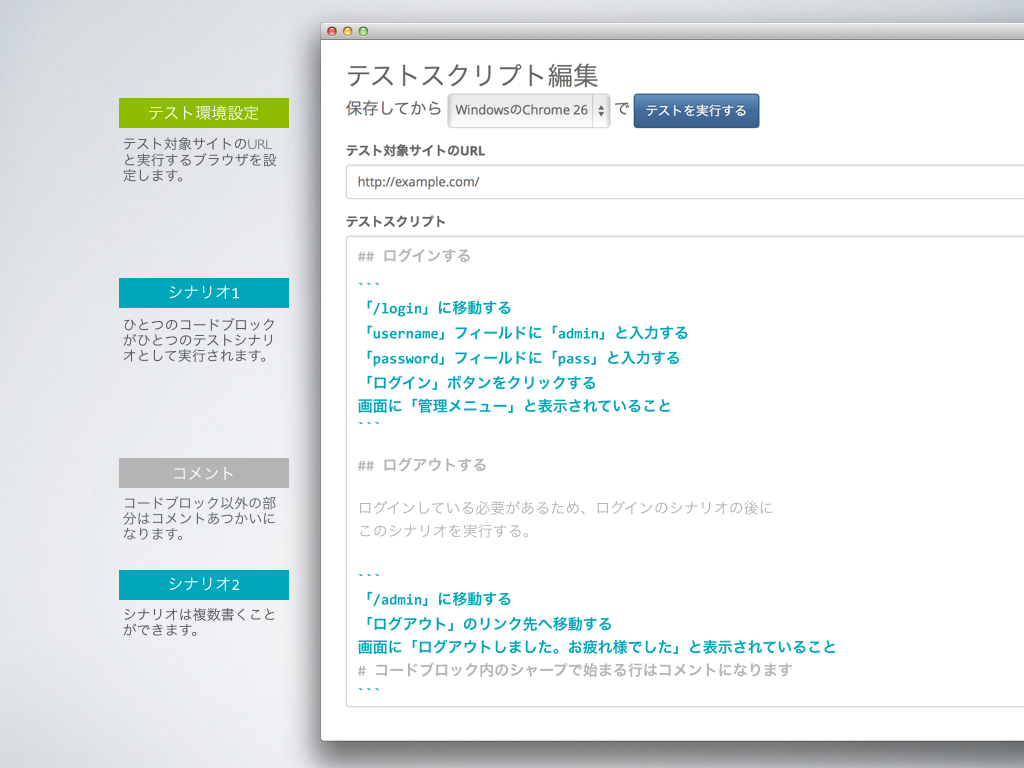 テスト環境設定
テスト対象サイトのURL
と実行するブラウザを設
定します。
シナリオ1
ひとつのコードブロック
がひとつのテストシナリ
オとして実行されます。
コメント
コードブロック以外の部
分はコメントあつかいに
なります。
シナリオ2
シナリオは複数書くこと
ができます。
テストスクリプト編集
保存してから WindowsのChrome 26 で テストを実行する
テスト対象サイトのURL
http://example.com/
テストスクリプト
## ログインする
```
「/login」に移動する
「username」フィールドに「admin」と入力する
「password」フィールドに「pass」と入力する
「ログイン」ボタンをクリックする
画面に「管理メニュー」と表示されていること
```
## ログアウトする
ログインしている必要があるため、ログインのシナリオの後に
このシナリオを実行する。
```
「/admin」に移動する
「ログアウト」のリンク先へ移動する
画面に「ログアウトしました。お疲れ様でした」と表示されていること
# コードブロック内のシャープで始まる行はコメントになります
```